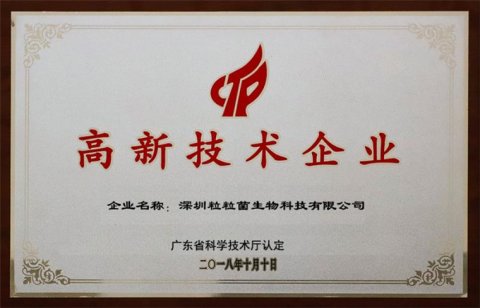 CTP
高新技术企业
企业名称：深圳粒粒菌生物科技有限公司
广东省科学技术厅认定
二〇一八年十月十日